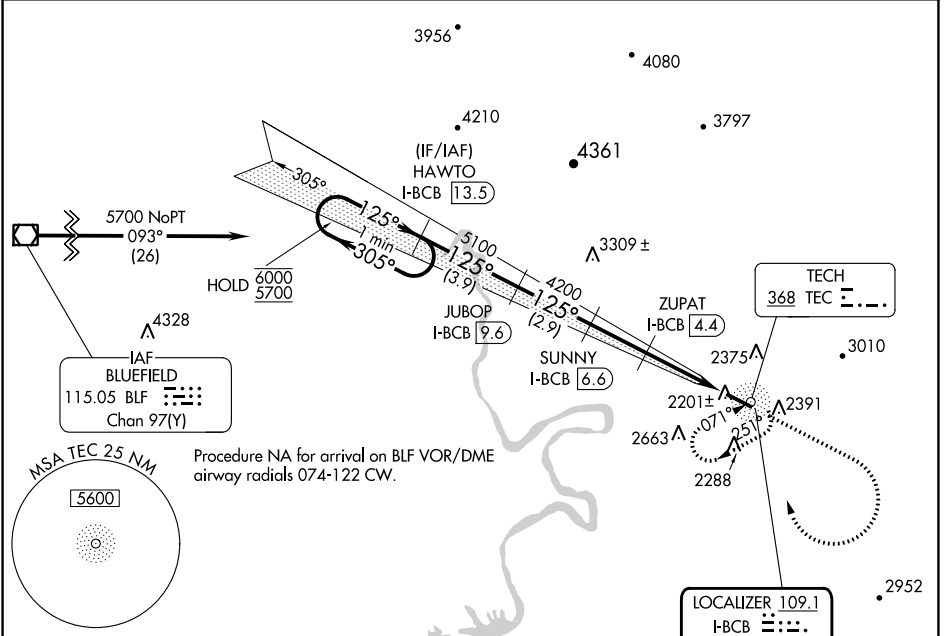 3956
4080
4210
3797
(IF/IAF)
HAWTO
I-BCB 13.5
4361
305°
125°
1 min
305°
5700 NoPT
093°
(26)
HOLD 6000
5700
5100
125°
(3.9)
3309 ±
4200
125°
(2.9)
JUBOP
I-BCB 9.6
SUNNY
I-BCB 6.6
ZUPAT
I-BCB 4.4
TECH
368 TEC
4328
IAF
BLUEFIELD
115.05 BLF
Chan 97(Y)
2375
3010
2201±
2391
071°
251°
2663
2288
MSA TEC 25 NM
5600
Procedure NA for arrival on BLF VOR/DME
airway radials 074-122 CW.
2952
LOCALIZER 109.1
I-BCB